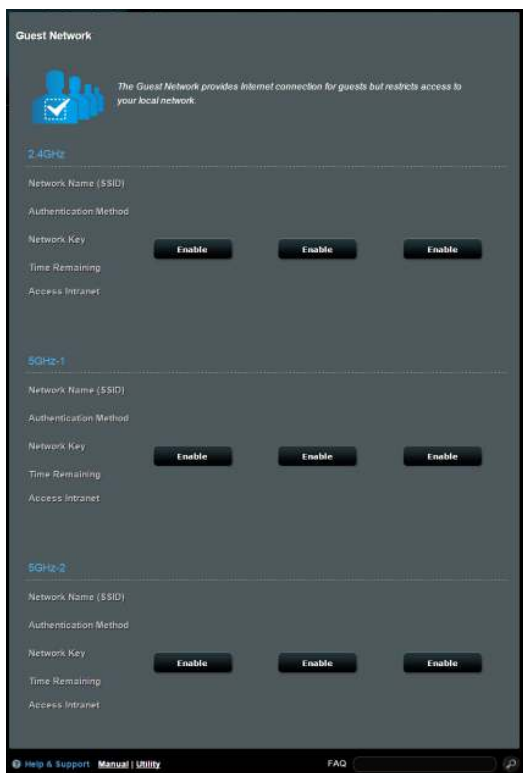 Guest Network
The Guest Network provides Internet connection for guests but restricts access to
your local network.
2.4GHz
Network Name (SSID)
Authentication Method
Network Key
Enable Enable Enable
Time Remaining
Access Intranet
5GHz-1
Network Name (SSID)
Authentication Method
Network Key
Enable Enable Enable
Time Remaining
Access Intranet
5GHz-2
Network Name (SSID)
Authentication Method
Network Key
Enable Enable Enable
Time Remaining
Access Intranet
Help & Support Manual | Utility FAQ